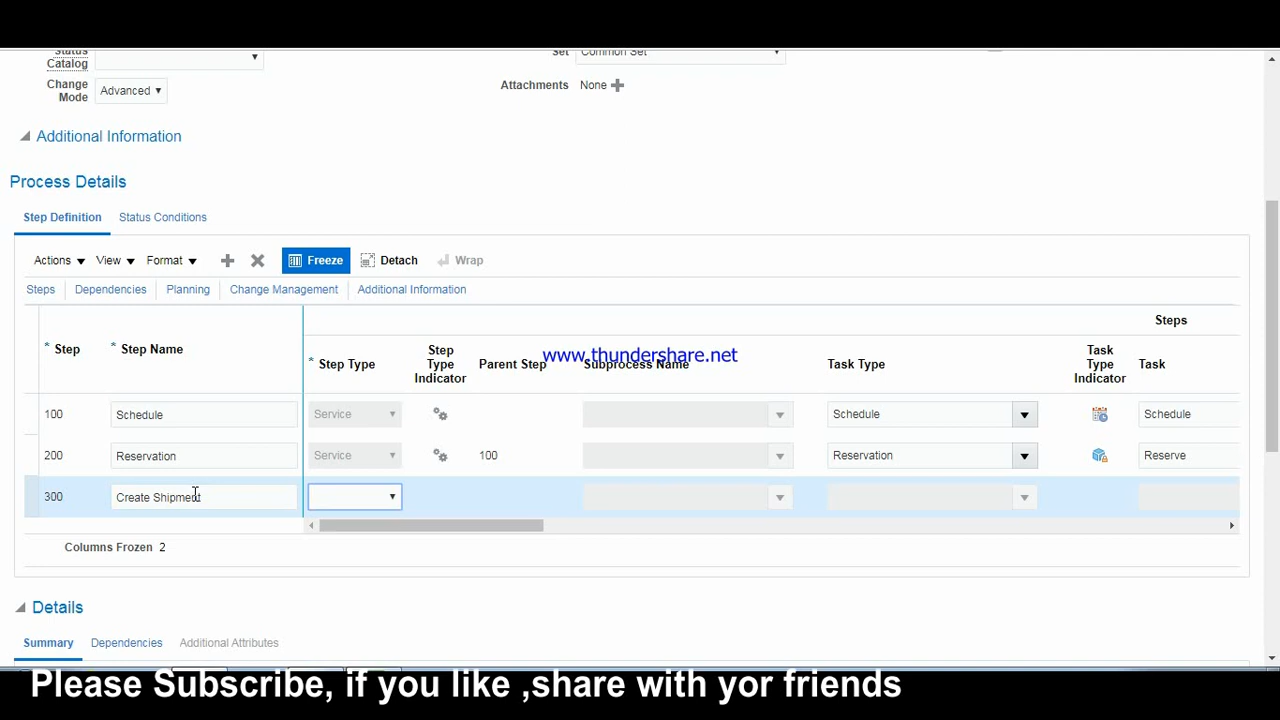 Status
Catalog
Set
Common Set
Change
Mode
Advanced
Attachments
None
Additional Information
Process Details
Step Definition
Status Conditions
Actions
View
Format
Freeze
Detach
Wrap
Steps
Dependencies
Planning
Change Management
Additional Information
Steps
* Step
* Step Name
* Step Type
Step
Type
Indicator
Parent Step
Subprocess Name
Task Type
Task
Type
Indicator
Task
www.thundershare.net
100
Schedule
Service
Schedule
Schedule
200
Reservation
Service
100
Reservation
Reserve
300
Create Shipment
Columns Frozen 2
Details
Summary
Dependencies
Additional Attributes
Please Subscribe, if you like ,share with yor friends